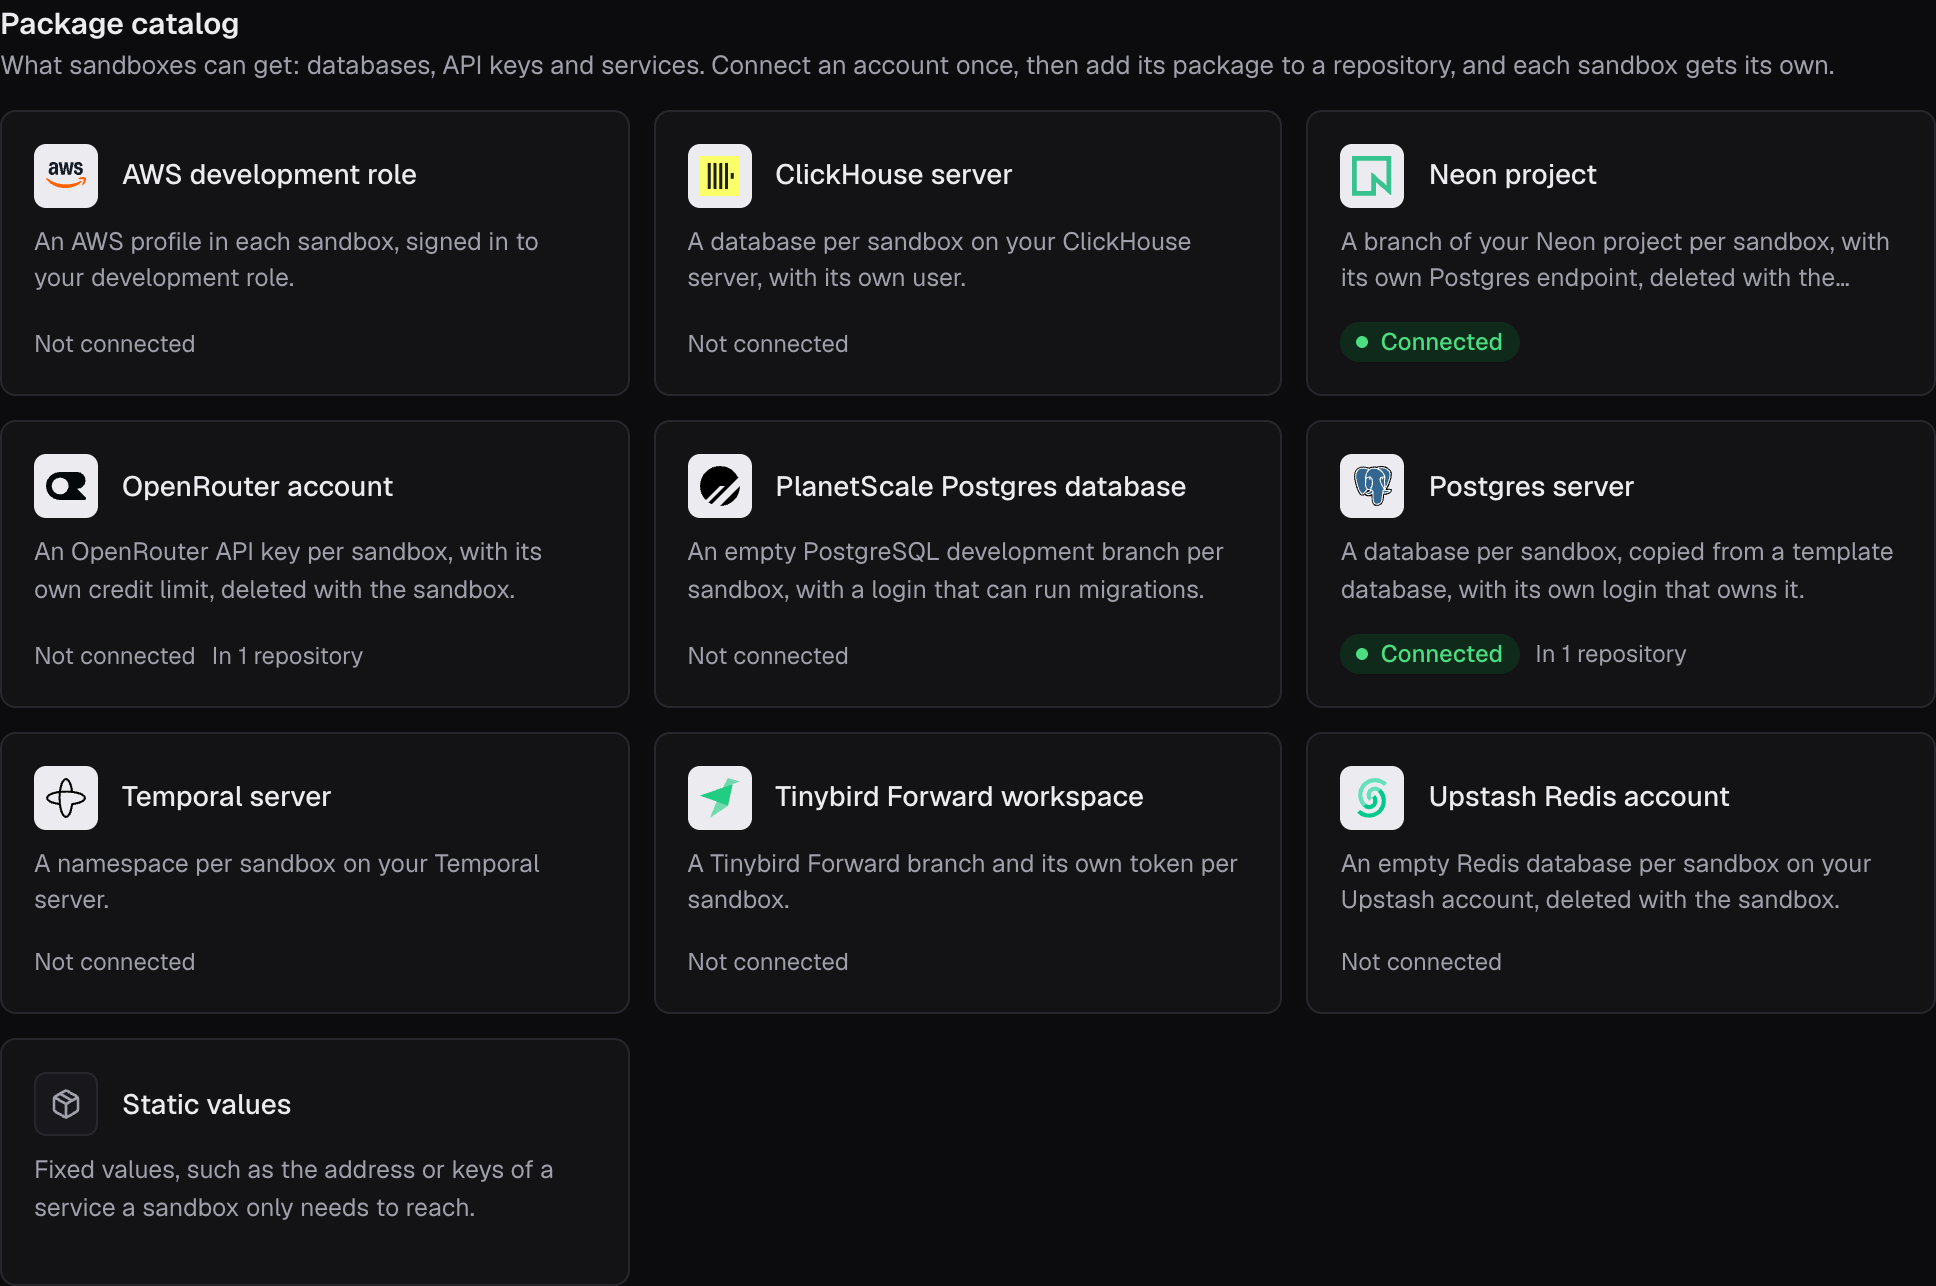 Package catalog
What sandboxes can get: databases, API keys and services. Connect an account once, then add its package to a repository, and each sandbox gets its own.
aws
AWS development role
An AWS profile in each sandbox, signed in to
your development role.
Not connected
ClickHouse server
A database per sandbox on your ClickHouse
server, with its own user.
Not connected
Neon project
A branch of your Neon project per sandbox, with
its own Postgres endpoint, deleted with the…
Connected
OpenRouter account
An OpenRouter API key per sandbox, with its
own credit limit, deleted with the sandbox.
Not connected In 1 repository
PlanetScale Postgres database
An empty PostgreSQL development branch per
sandbox, with a login that can run migrations.
Not connected
Postgres server
A database per sandbox, copied from a template
database, with its own login that owns it.
Connected In 1 repository
Temporal server
A namespace per sandbox on your Temporal
server.
Not connected
Tinybird Forward workspace
A Tinybird Forward branch and its own token per
sandbox.
Not connected
Upstash Redis account
An empty Redis database per sandbox on your
Upstash account, deleted with the sandbox.
Not connected
Static values
Fixed values, such as the address or keys of a
service a sandbox only needs to reach.